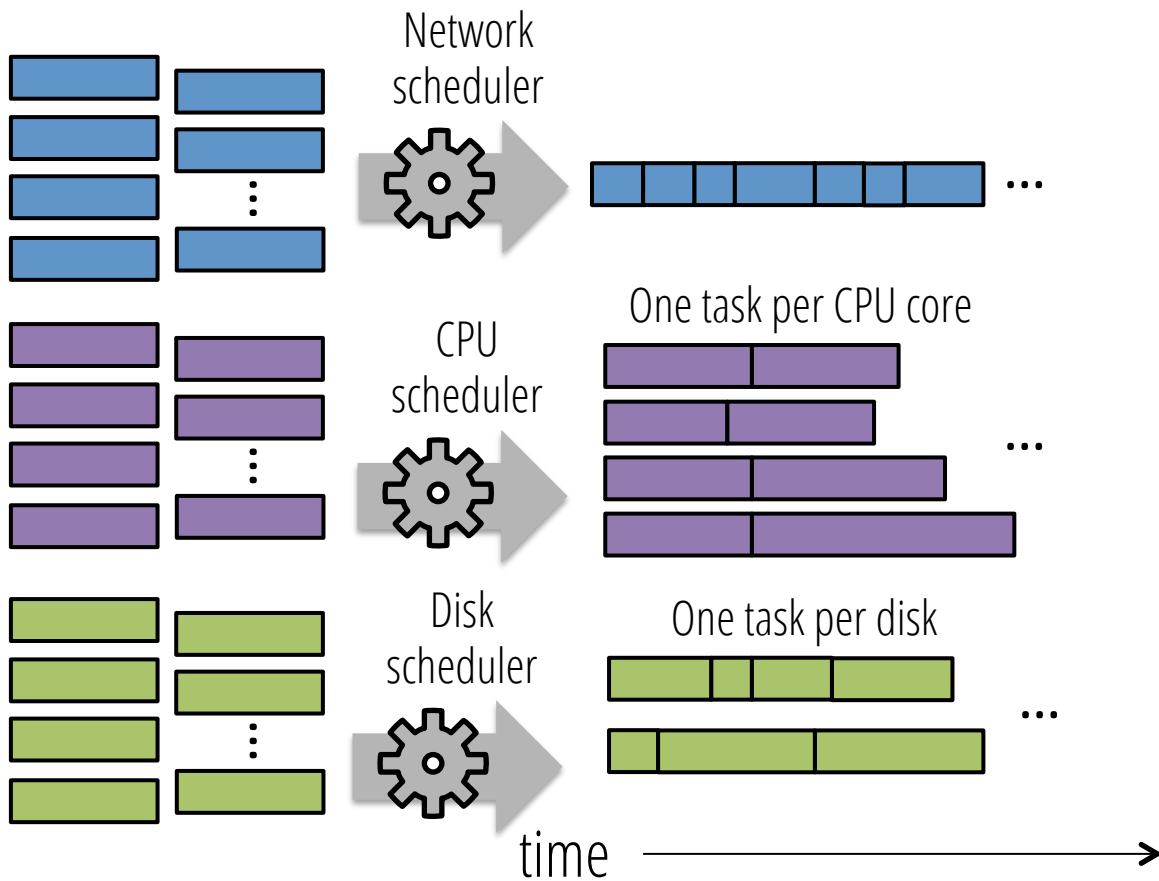 Network
scheduler
...
One task per CPU core
CPU
scheduler
...
Disk
scheduler
One task per disk
...
time